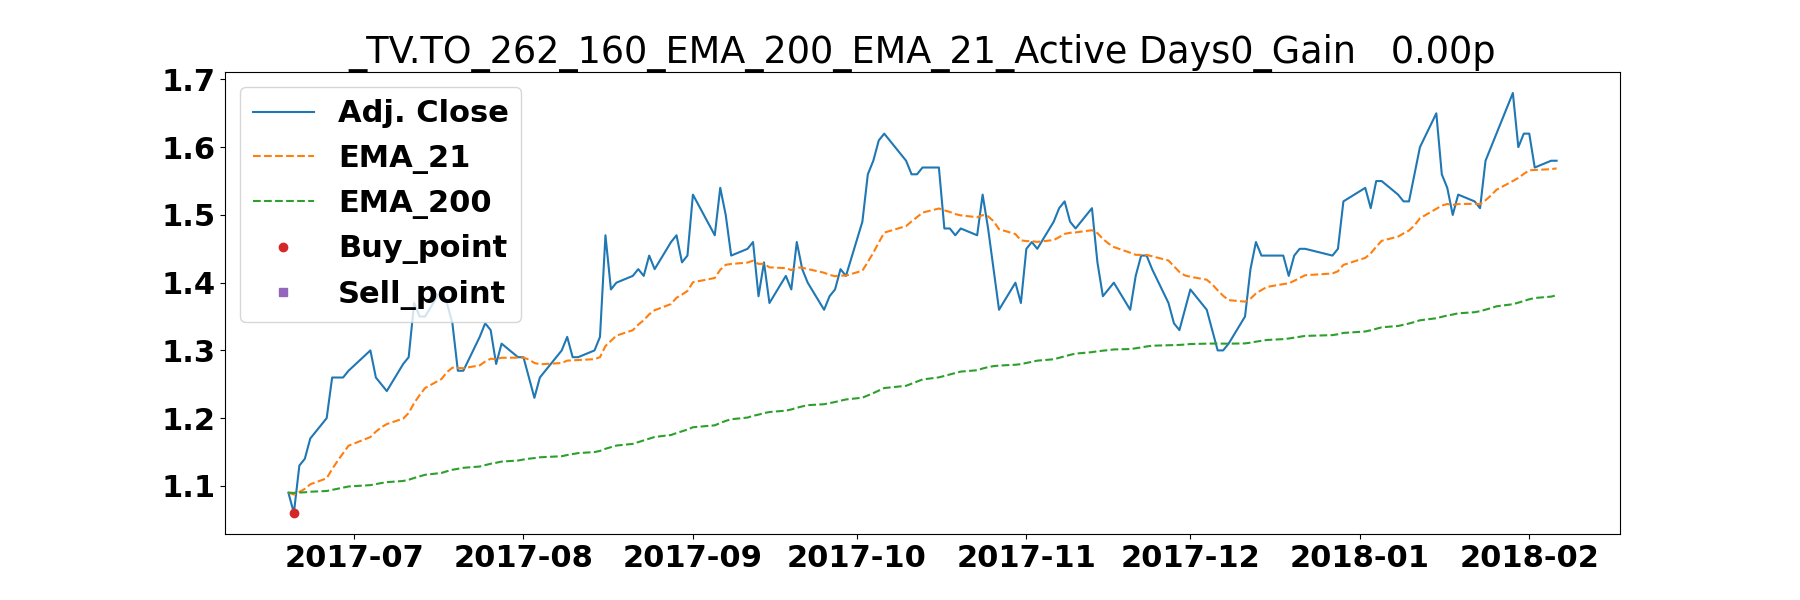 _TV.TO_262_160_EMA_200_EMA_21_Active Days0_Gain   0.00p
1.7
1.6
1.5
1.4
1.3
1.2
1.1
Adj. Close
EMA_21
EMA_200
Buy_point
Sell_point
2017-07 2017-08 2017-09 2017-10 2017-11 2017-12 2018-01 2018-02